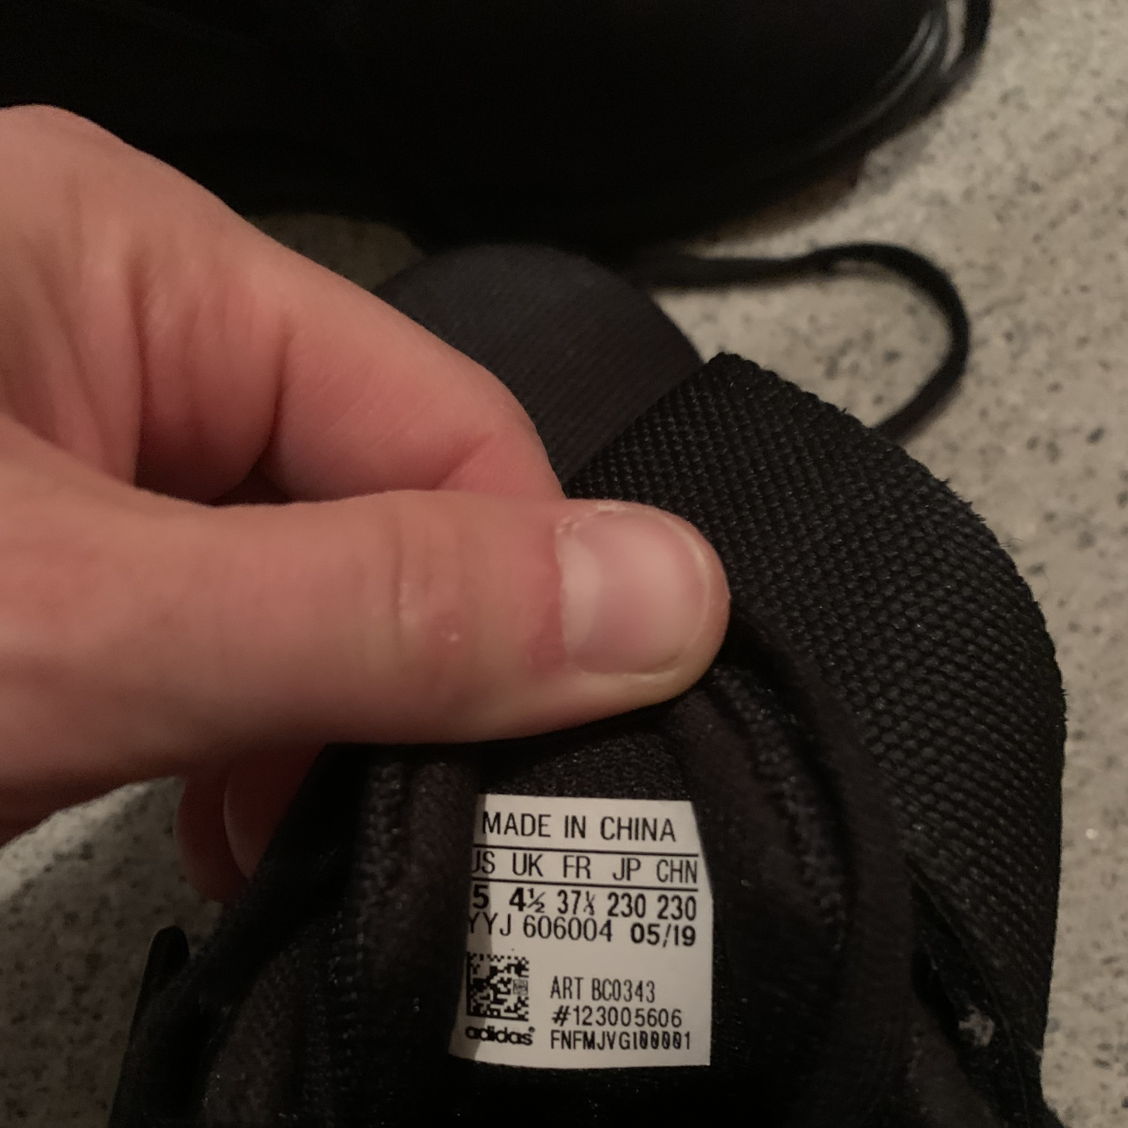 MADE IN CHINA
US UK FR JP CHN
5 4½ 37⅓ 230 230
YYJ 606004 05/19
ART BC0343
#123005606
adidas® FNFMJVG100001